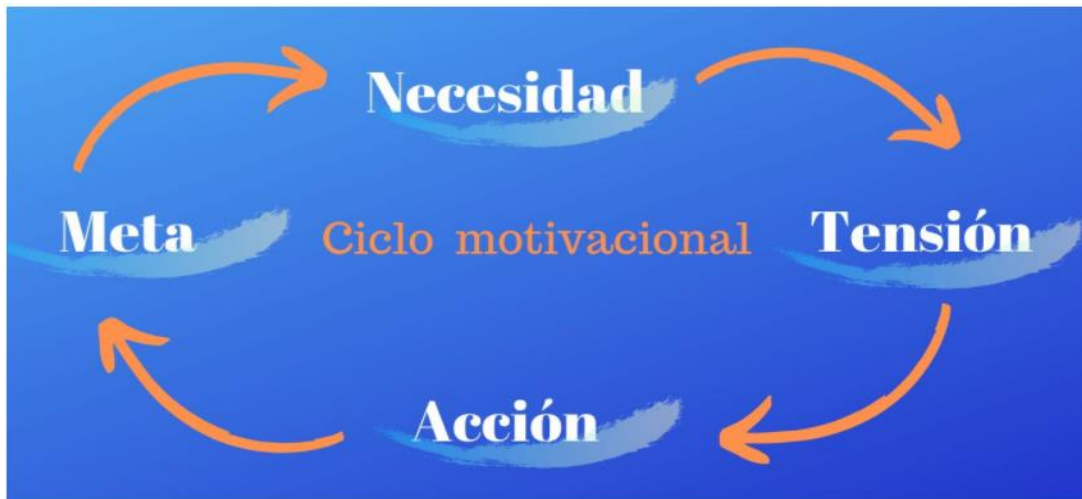 Necesidad
Meta
Ciclo motivacional
Tensión
Acción